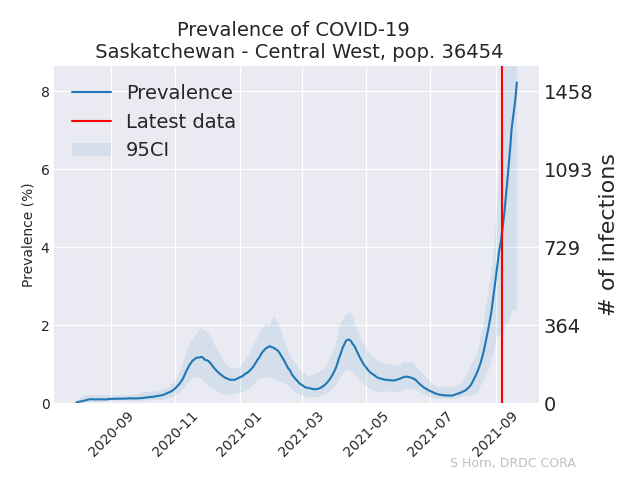 Prevalence of COVID-19
Saskatchewan - Central West, pop. 36454
Prevalence
Latest data
95CI
Prevalence (%)
8
6
4
2
0
1458
1093
729
364
0
# of infections
2020-09
2020-11
2021-01
2021-03
2021-05
2021-07
2021-09
S Horn, DRDC CORA